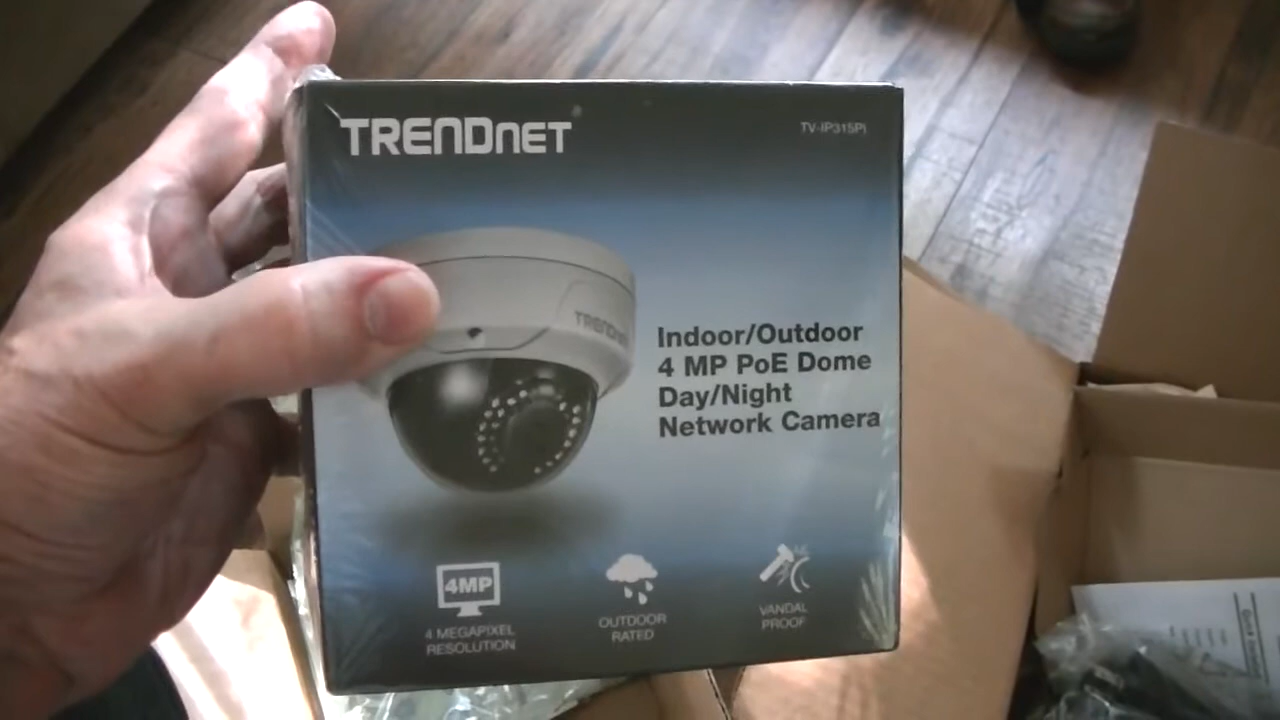 TRENDNET
TV-IP315PI
TRENDNET
Indoor/Outdoor
4 MP PoE Dome
Day/Night
Network Camera
4MP
4 MEGAPIXEL
RESOLUTION
OUTDOOR
RATED
VANDAL
PROOF